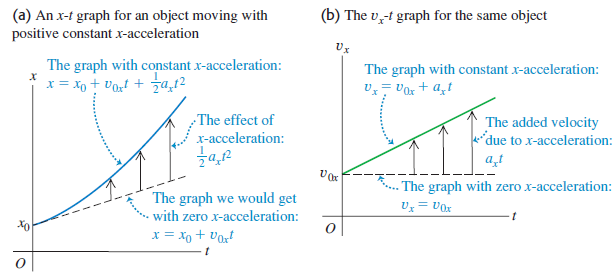 (a) An x-t graph for an object moving with
positive constant x-acceleration
x
The graph with constant x-acceleration:
x = x₀ + v₀ₓt + ½aₓt²
The effect of
x-acceleration:
½aₓt²
The graph we would get
with zero x-acceleration:
x = x₀ + v₀ₓt
x₀
t
O
(b) The vₓ-t graph for the same object
vₓ
The graph with constant x-acceleration:
vₓ = v₀ₓ + aₓt
The added velocity
due to x-acceleration:
aₓt
v₀ₓ
The graph with zero x-acceleration:
vₓ = v₀ₓ
t
O